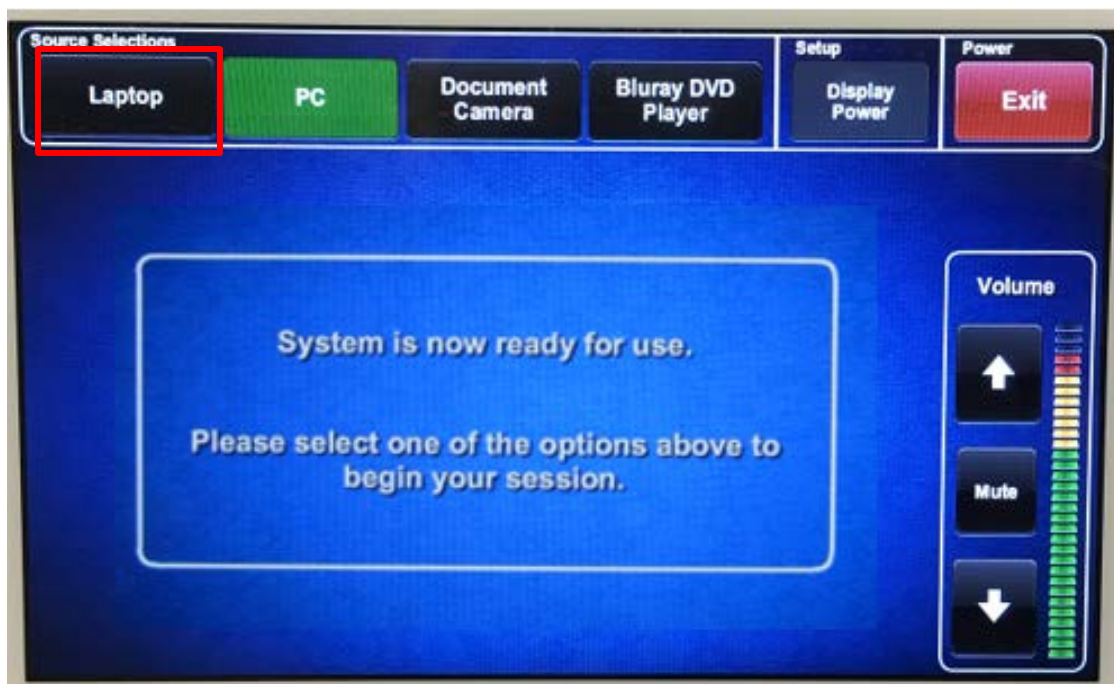 Source Selections
Setup
Power
Laptop
PC
Document
Camera
Bluray DVD
Player
Display
Power
Exit
Volume
System is now ready for use.
Please select one of the options above to
begin your session.
Mute